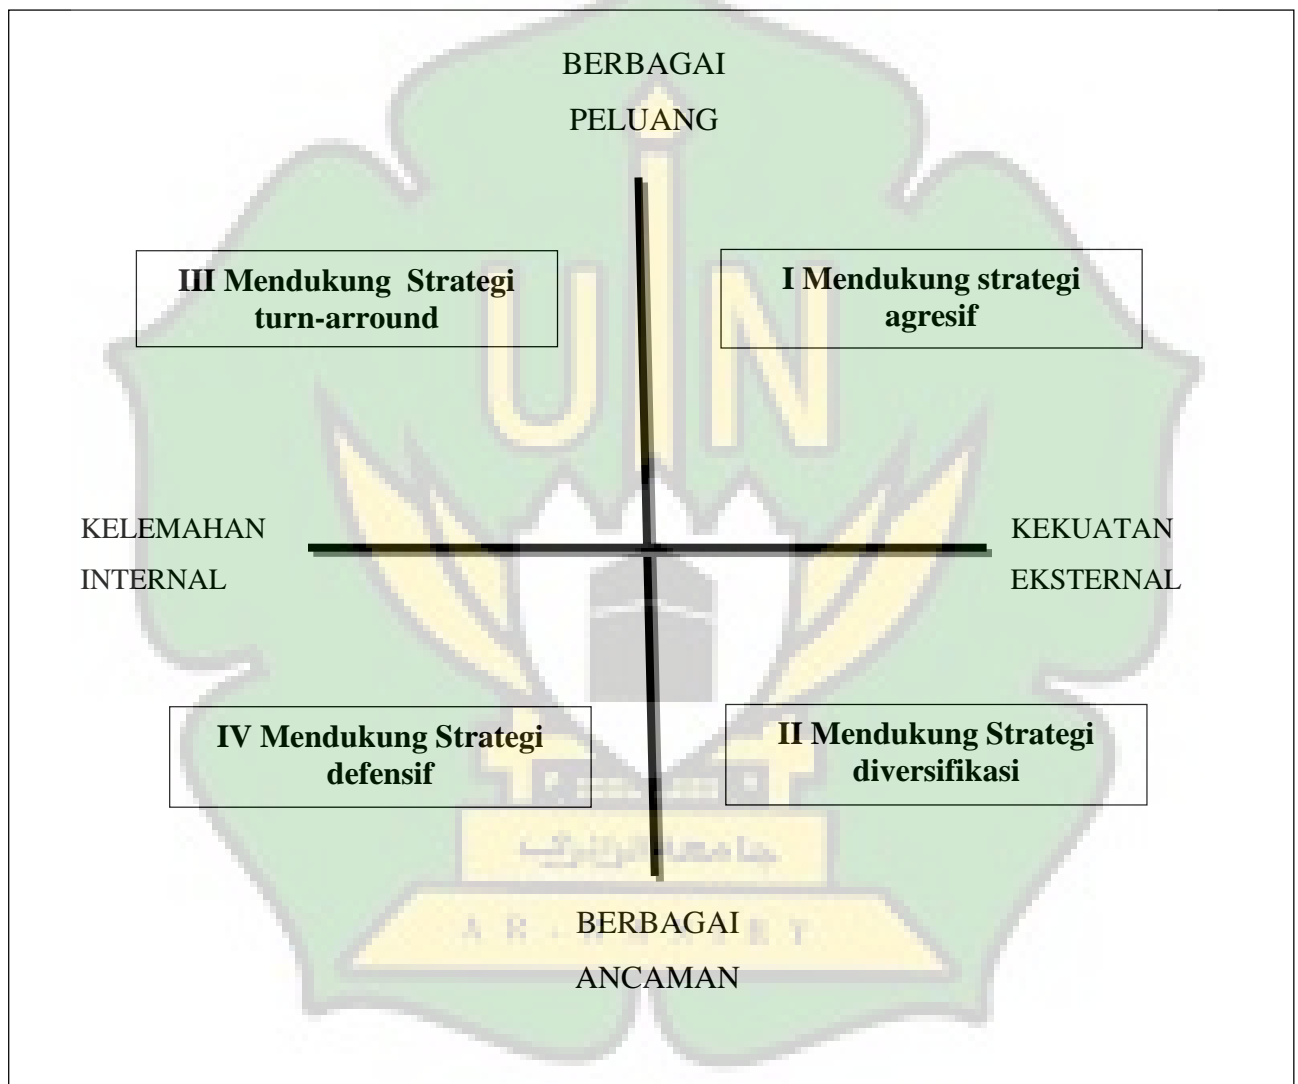 BERBAGAI
PELUANG
III Mendukung Strategi
turn-arround
I Mendukung strategi
agresif
UIN
KELEMAHAN
INTERNAL
KEKUATAN
EKSTERNAL
IV Mendukung Strategi
defensif
II Mendukung Strategi
diversifikasi
BERBAGAI
ANCAMAN